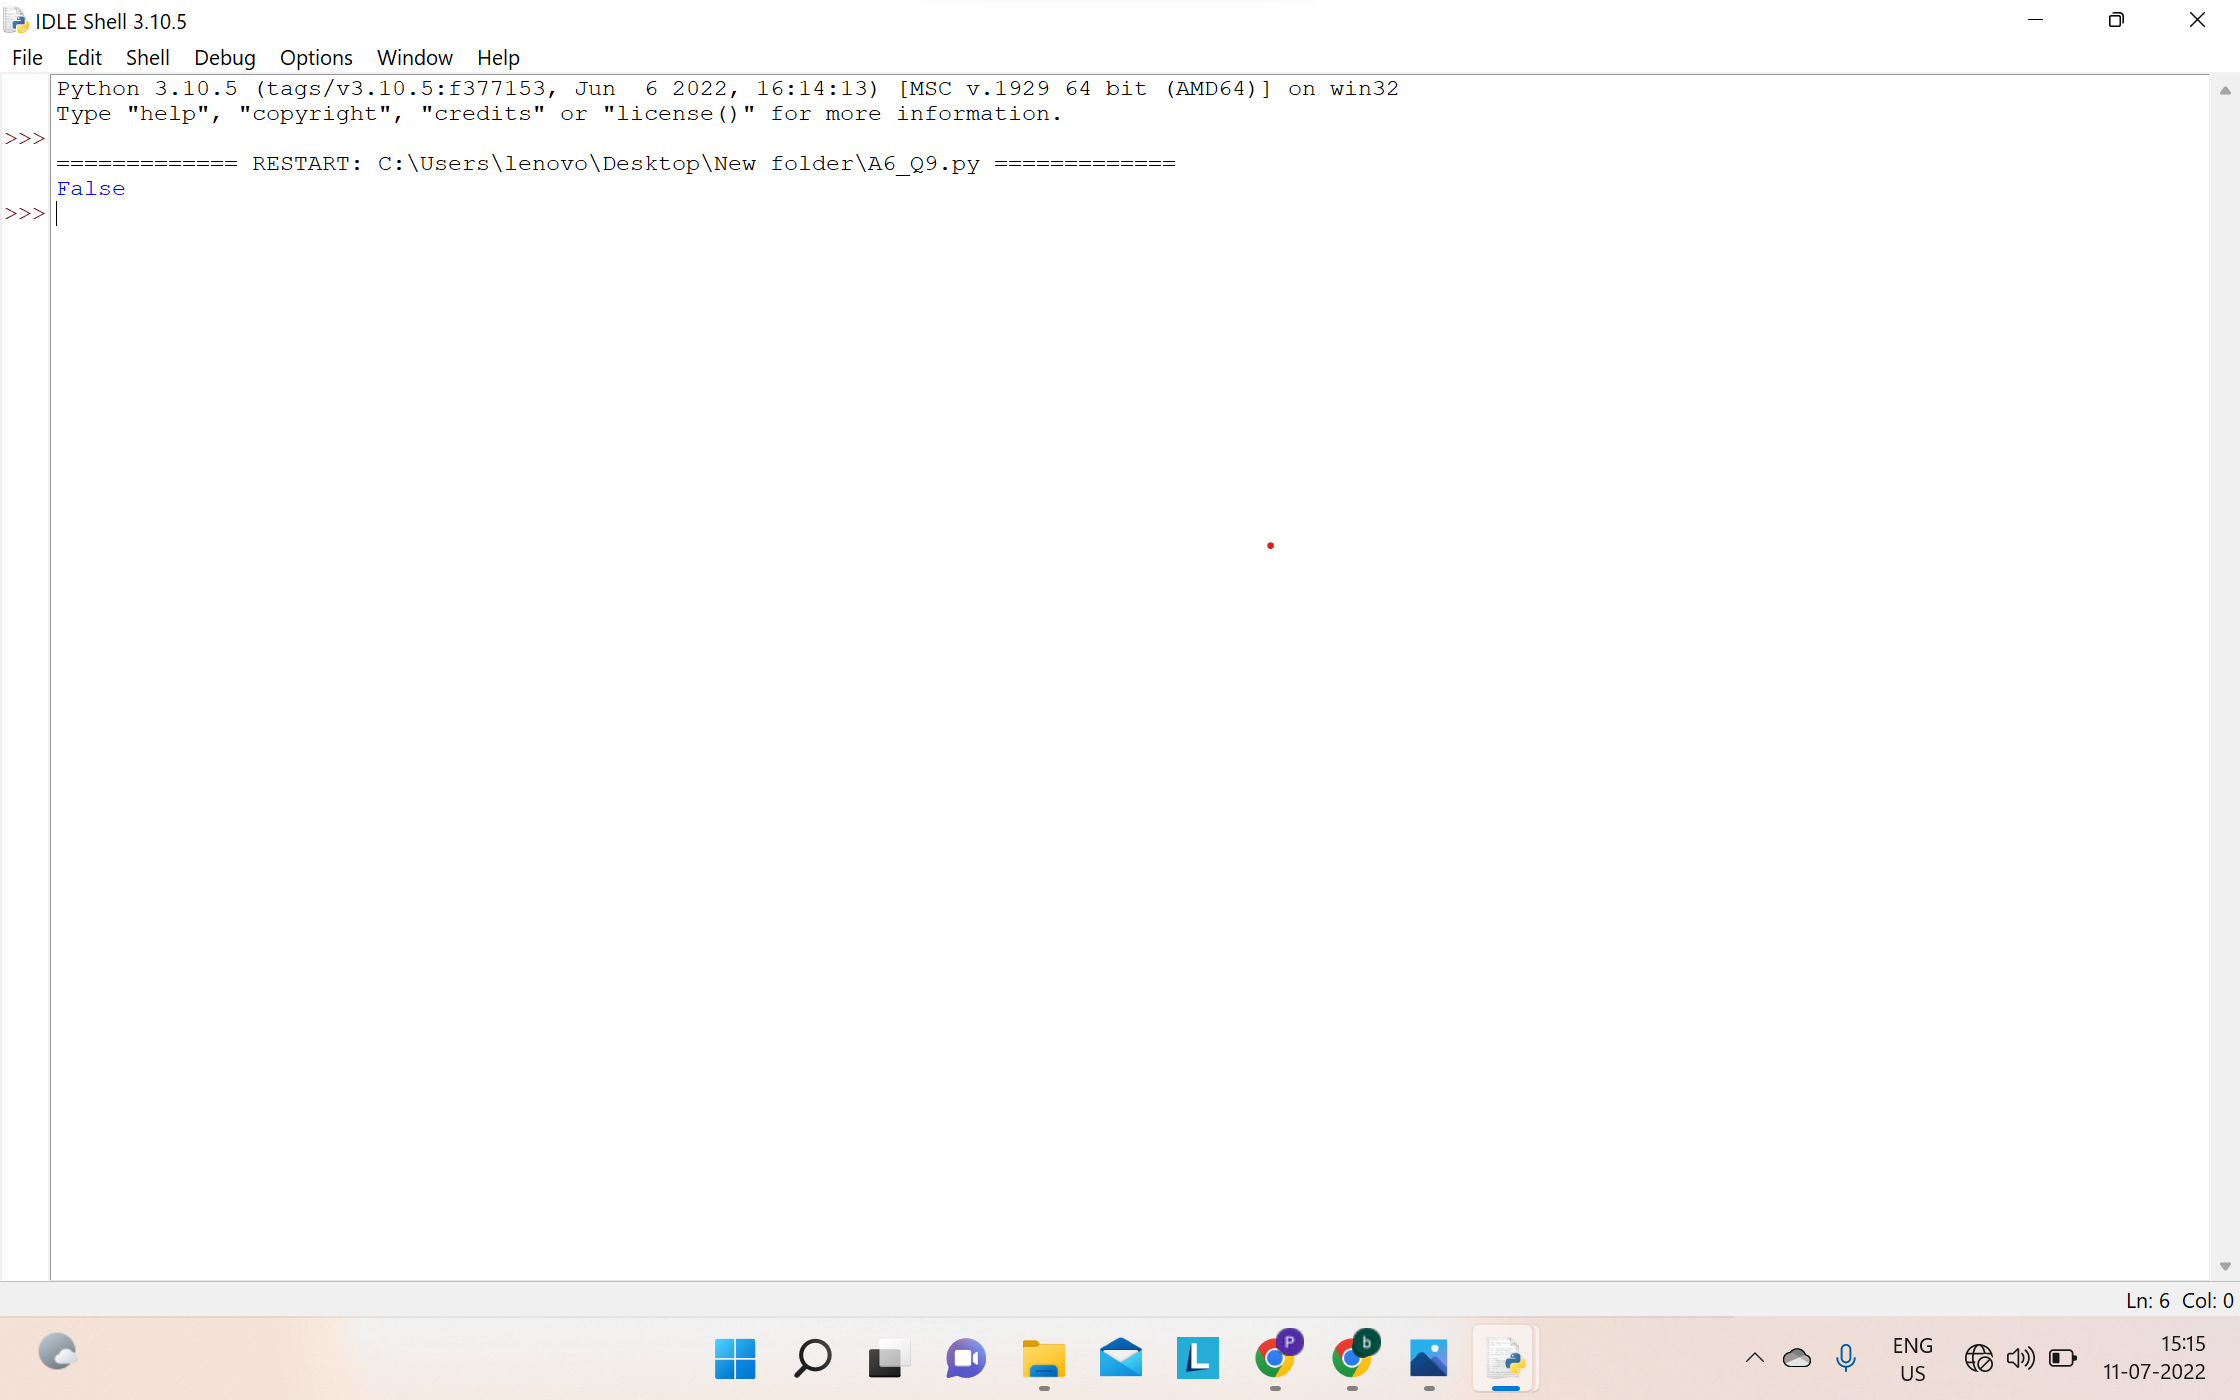 IDLE Shell 3.10.5
File Edit Shell Debug Options Window Help
Python 3.10.5 (tags/v3.10.5:f377153, Jun  6 2022, 16:14:13) [MSC v.1929 64 bit (AMD64)] on win32
Type "help", "copyright", "credits" or "license()" for more information.
>>>
============= RESTART: C:\Users\lenovo\Desktop\New folder\A6_Q9.py =============
False
>>>
Ln: 6 Col: 0
L
P
b
ENG
US
15:15
11-07-2022